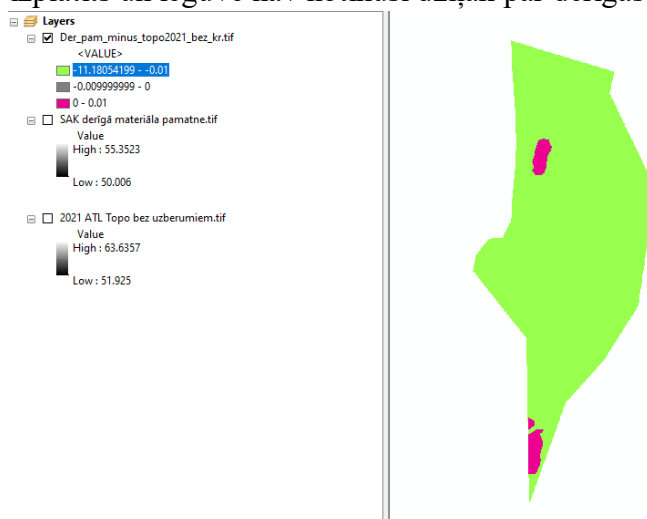 Layers
Der_pam_minus_topo2021_bez_kr.tif
<VALUE>
-11.18054199 - -0.01
-0.009999999 - 0
0 - 0.01
SAK derīgā materiāla pamatne.tif
Value
High : 55.3523
Low : 50.006
2021 ATL Topo bez uzberumiem.tif
Value
High : 63.6357
Low : 51.925